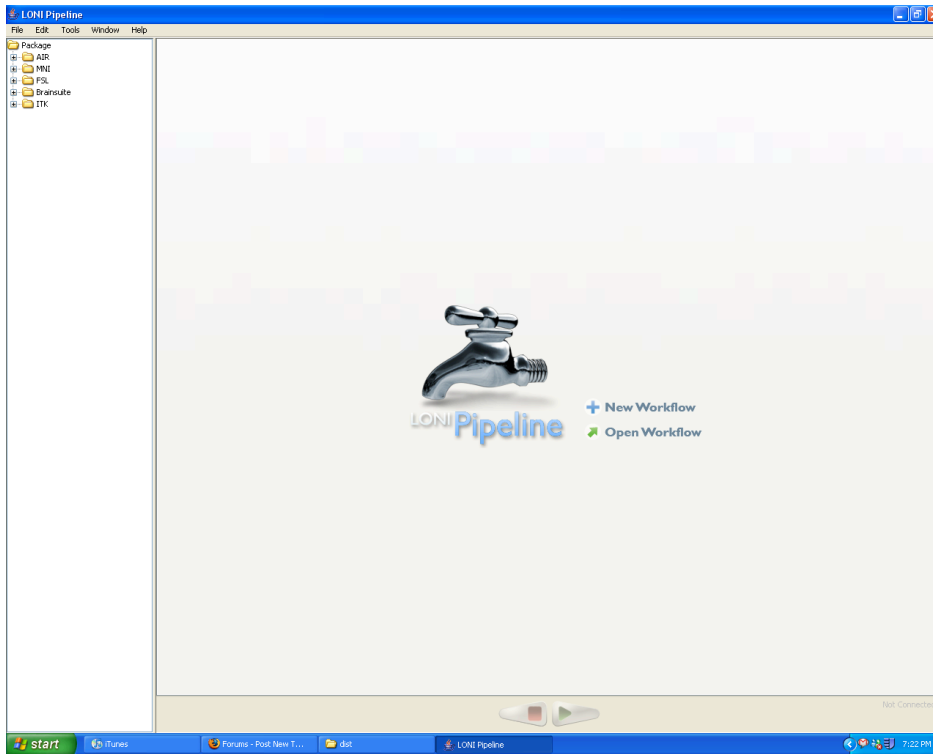 LONI Pipeline
File Edit Tools Window Help
Package
AIR
MNI
FSL
Brainsuite
ITK
LONI Pipeline
New Workflow
Open Workflow
Not Connected
start iTunes Forums - Post New T... dist LONI Pipeline 7:22 PM